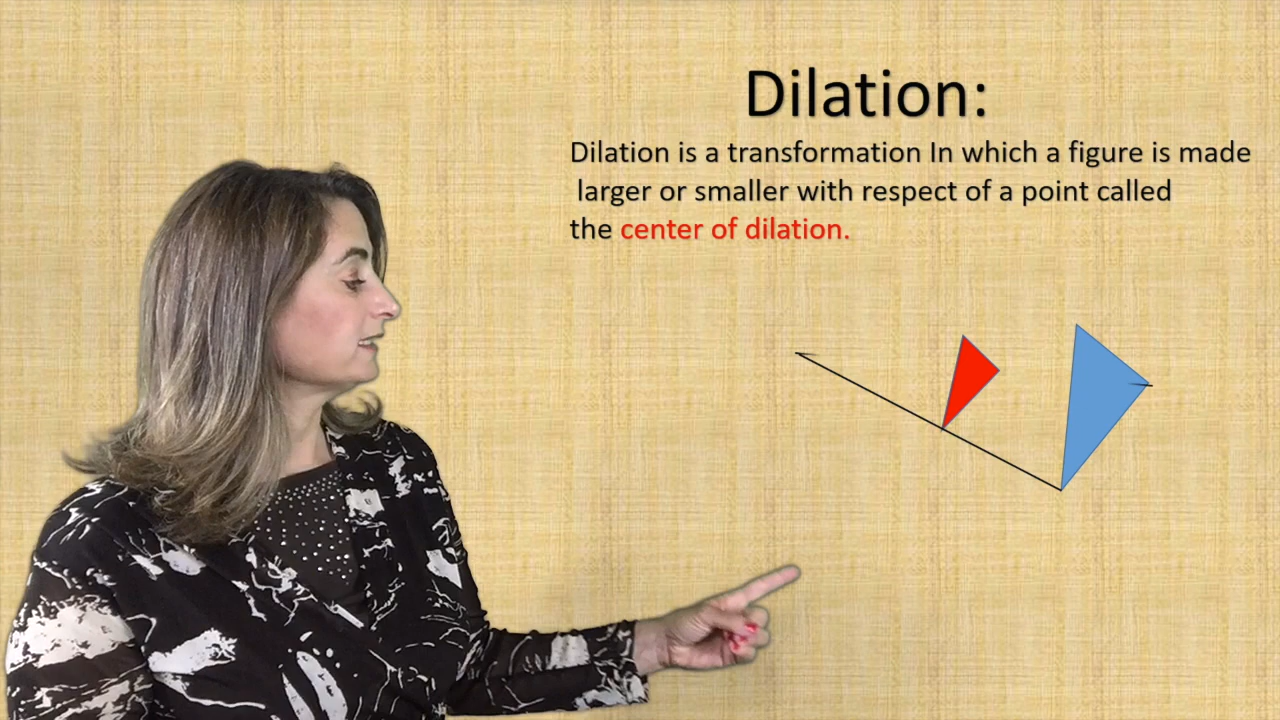 Dilation:
Dilation is a transformation In which a figure is made
larger or smaller with respect of a point called
the center of dilation.